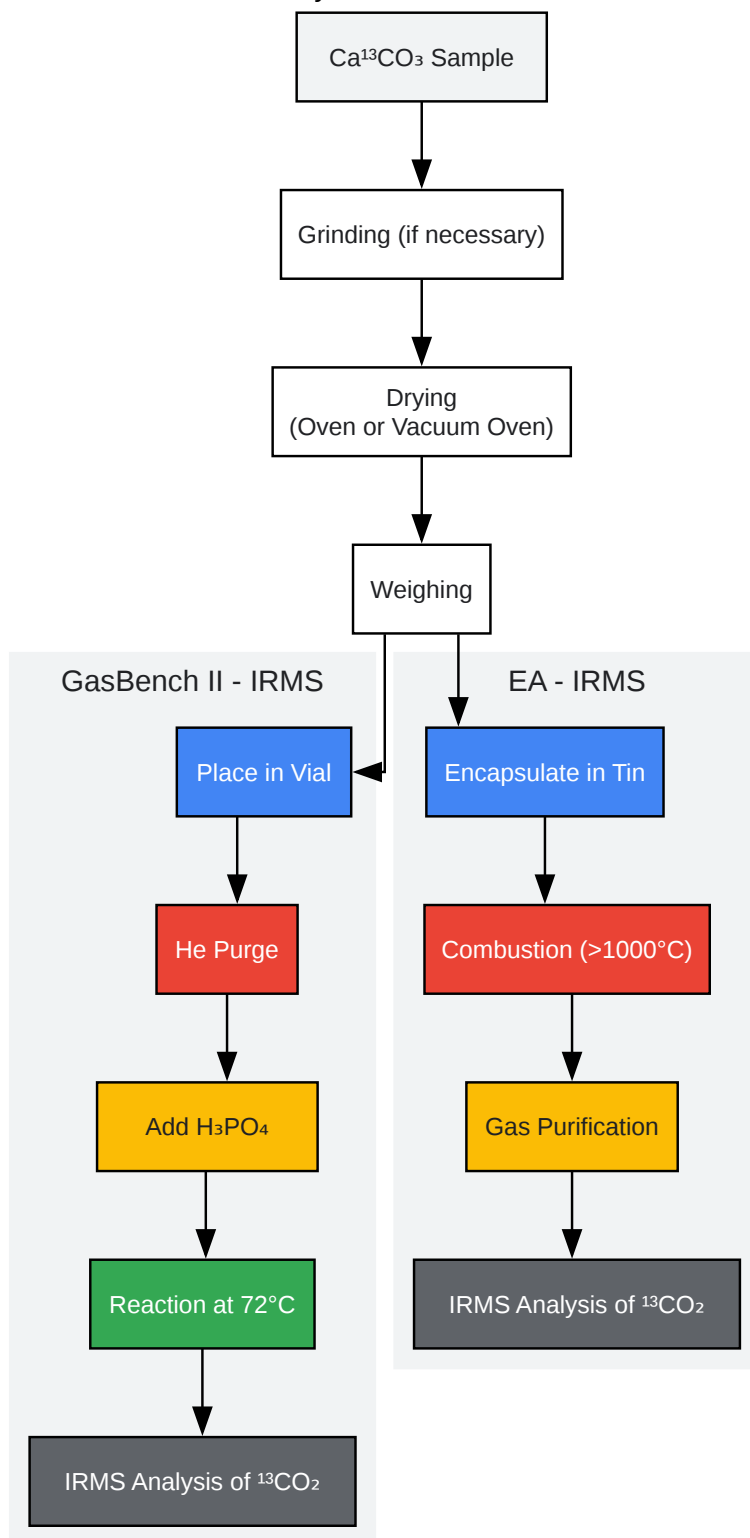 Ca¹³CO₃ Sample
Grinding (if necessary)
Drying
(Oven or Vacuum Oven)
Weighing
GasBench II - IRMS
Place in Vial
He Purge
Add H₃PO₄
Reaction at 72°C
IRMS Analysis of ¹³CO₂
EA - IRMS
Encapsulate in Tin
Combustion (>1000°C)
Gas Purification
IRMS Analysis of ¹³CO₂